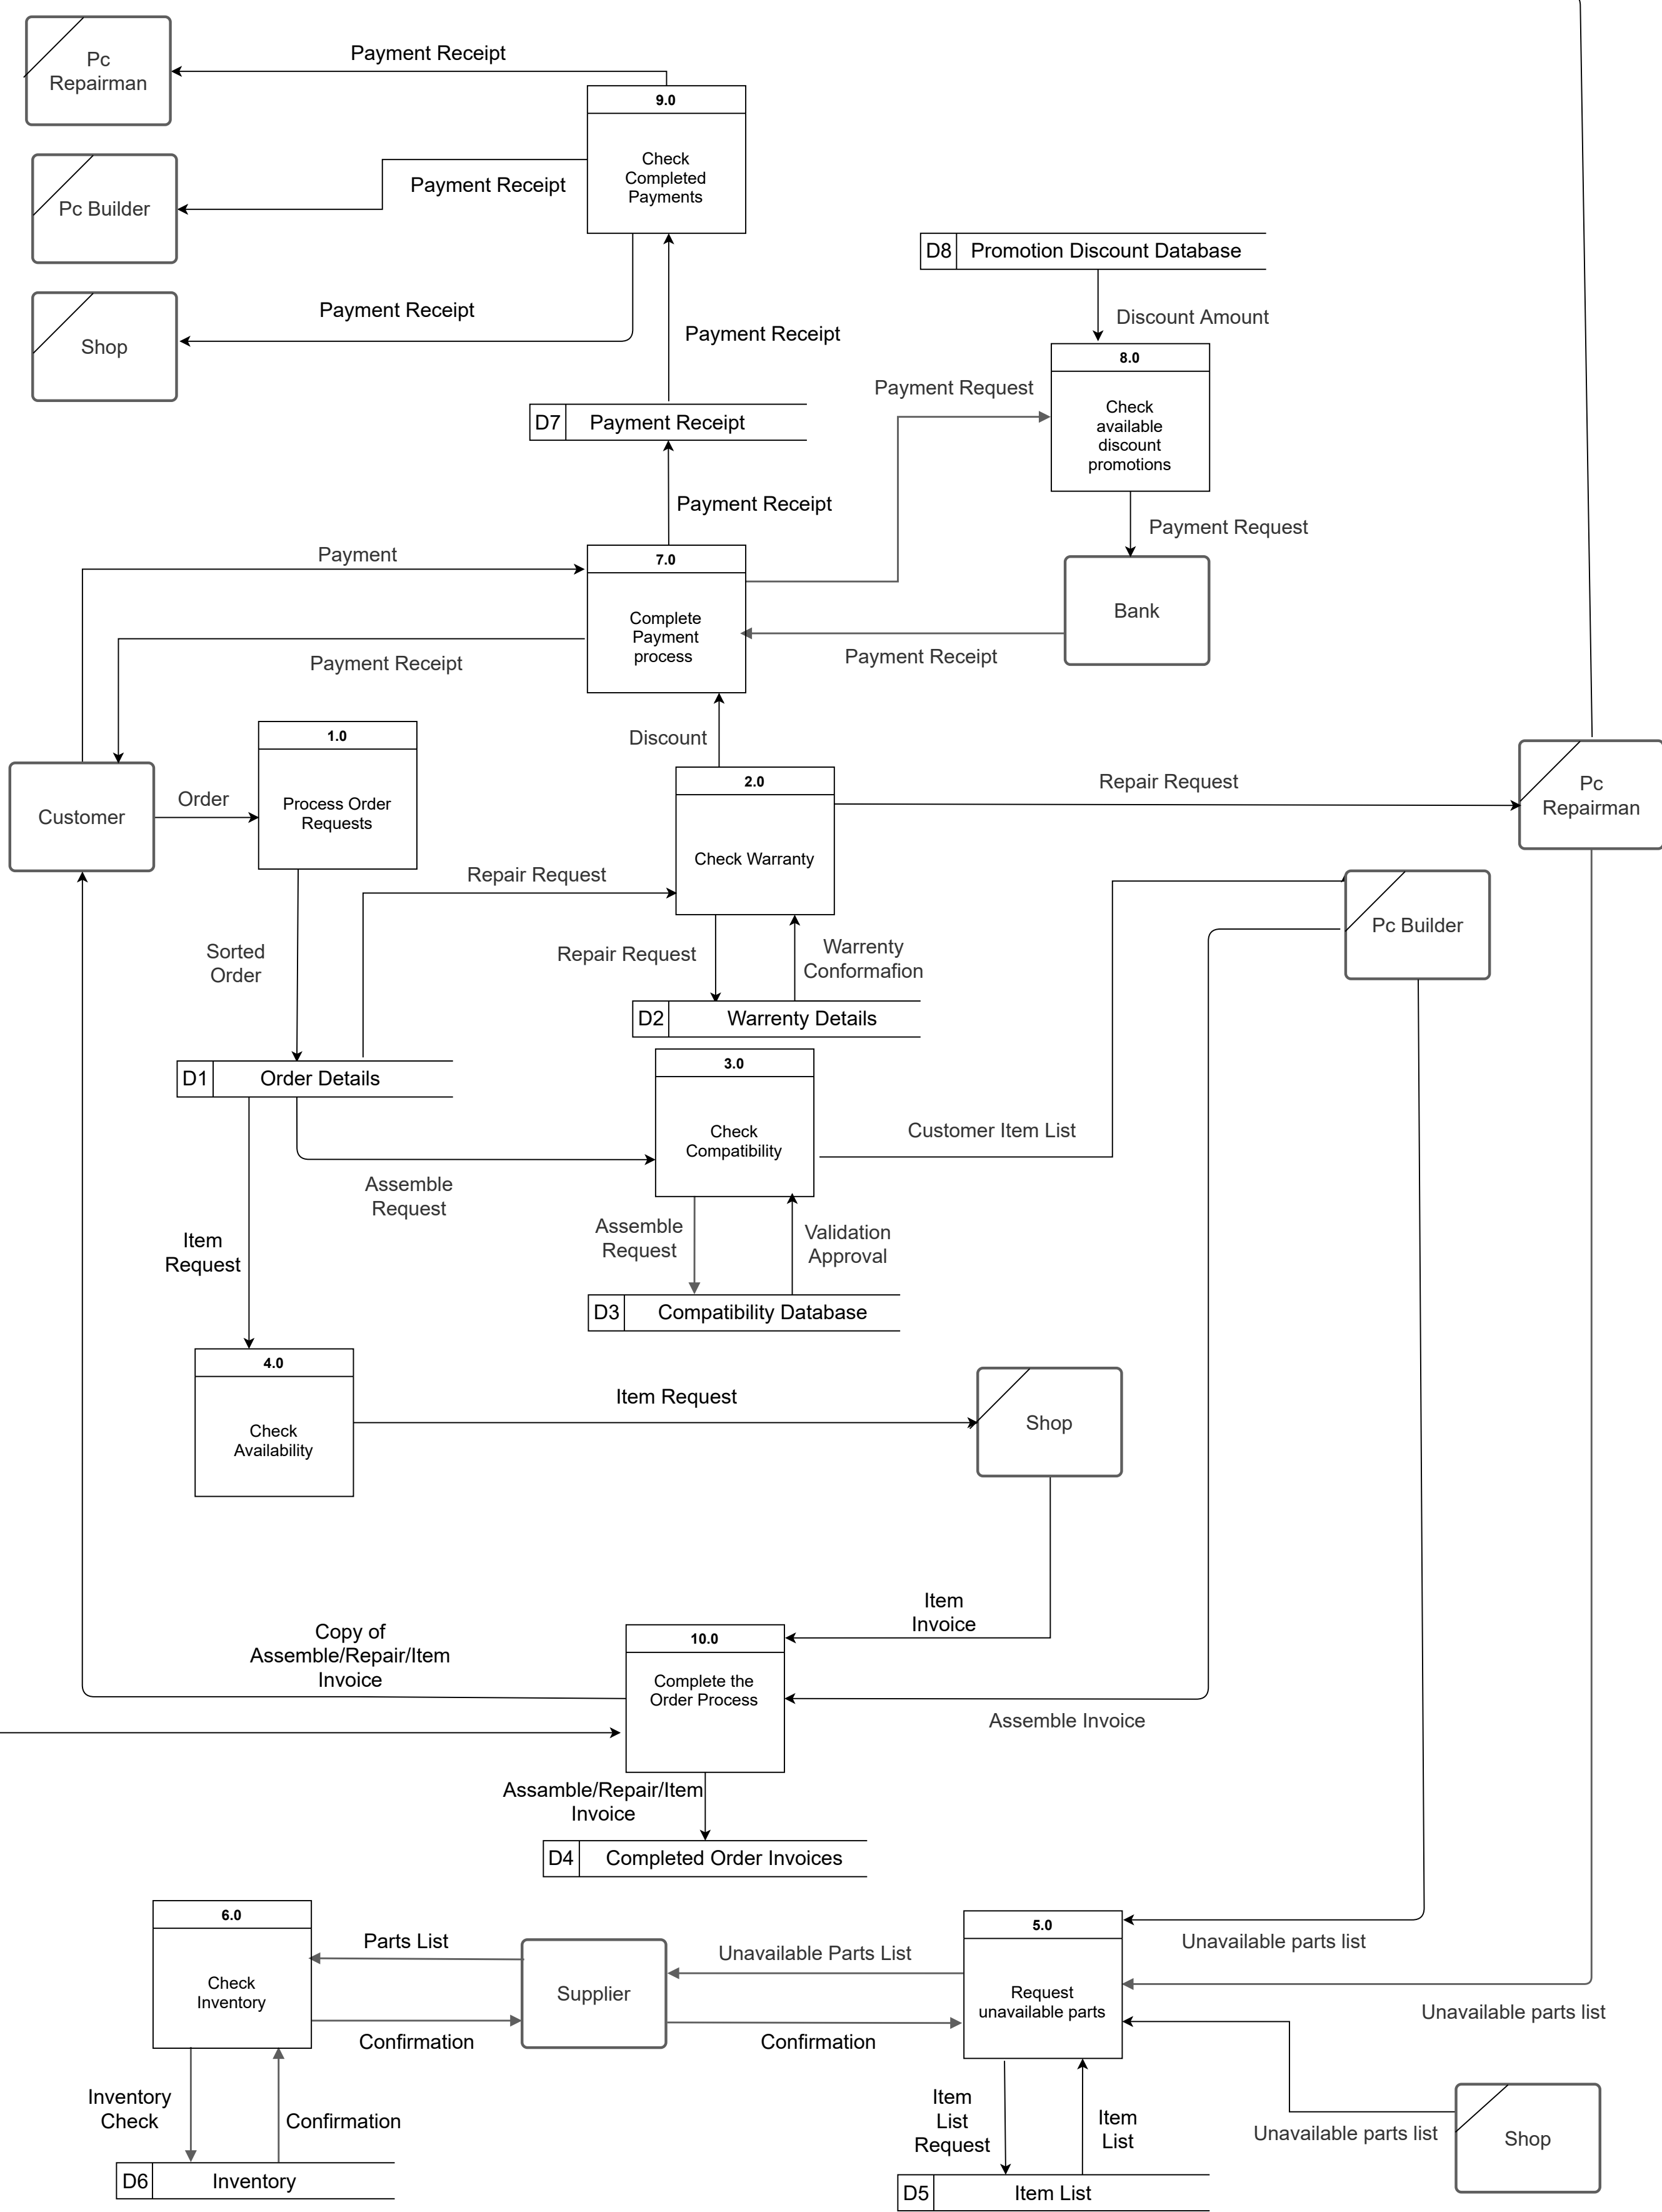 Pc
Repairman
Payment Receipt
9.0
Check
Completed
Payments
Payment Receipt
Pc Builder
Shop
Payment Receipt
Payment Receipt
D8
Promotion Discount Database
Discount Amount
8.0
Check
available
discount
promotions
Payment Request
D7
Payment Receipt
Payment Receipt
Payment Request
Payment
7.0
Complete
Payment
process
Bank
Payment Receipt
Payment Receipt
Discount
1.0
Process Order
Requests
Customer
Order
2.0
Check Warranty
Repair Request
Pc
Repairman
Repair Request
Pc Builder
Sorted
Order
Repair Request
Warrenty
Conformafion
D2
Warrenty Details
D1
Order Details
3.0
Check
Compatibility
Customer Item List
Assemble
Request
Assemble
Request
Validation
Approval
Item
Request
D3
Compatibility Database
4.0
Check
Availability
Item Request
Shop
Item
Invoice
Copy of
Assemble/Repair/Item
Invoice
10.0
Complete the
Order Process
Assemble Invoice
Assamble/Repair/Item
Invoice
D4
Completed Order Invoices
6.0
Check
Inventory
Parts List
Supplier
Unavailable Parts List
5.0
Request
unavailable parts
Unavailable parts list
Confirmation
Confirmation
Unavailable parts list
Inventory
Check
Confirmation
Item
List
Request
Item
List
Unavailable parts list
Shop
D6
Inventory
D5
Item List